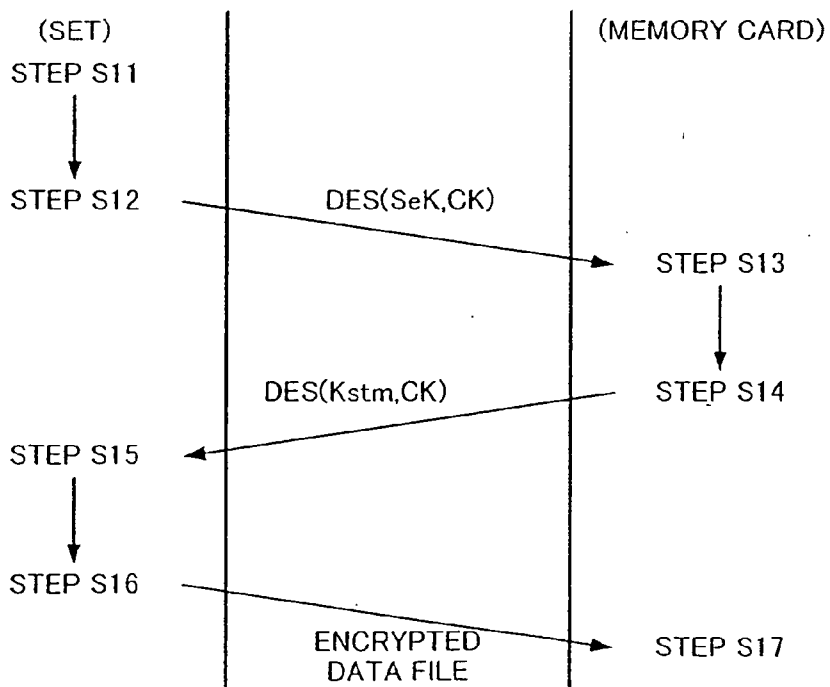 (SET)
(MEMORY CARD)
STEP S11
STEP S12
DES(SeK,CK)
STEP S13
DES(Kstm,CK)
STEP S14
STEP S15
STEP S16
ENCRYPTED
DATA FILE
STEP S17